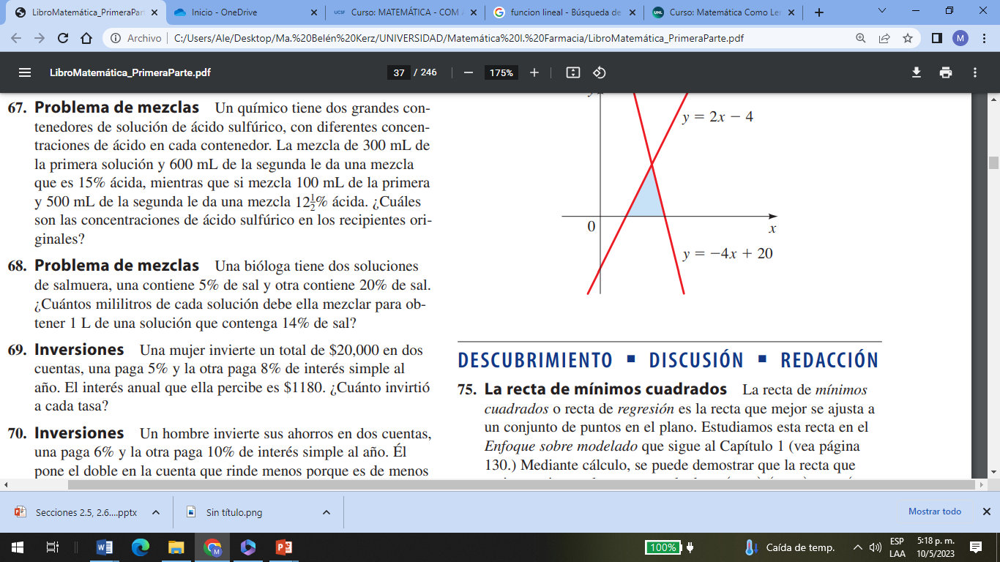 LibroMatemática_PrimeraPar
Inicio - OneDrive
UCSF
Curso: MATEMÁTICA - COM A
funcion lineal - Búsqueda de
UNL
Curso: Matemática Como Len
Archivo
C:/Users/Ale/Desktop/Ma.%20Belén%20Kerz/UNIVERSIDAD/Matemática%20I.%20Farmacia/LibroMatemática_PrimeraParte.pdf
M
LibroMatemática_PrimeraParte.pdf
37 / 246
175%
67. Problema de mezclas Un químico tiene dos grandes con-
tenedores de solución de ácido sulfúrico, con diferentes concen-
traciones de ácido en cada contenedor. La mezcla de 300 mL de
la primera solución y 600 mL de la segunda le da una mezcla
que es 15% ácida, mientras que si mezcla 100 mL de la primera
y 500 mL de la segunda le da una mezcla 12½% ácida. ¿Cuáles
son las concentraciones de ácido sulfúrico en los recipientes ori-
ginales?
68. Problema de mezclas Una bióloga tiene dos soluciones
de salmuera, una contiene 5% de sal y otra contiene 20% de sal.
¿Cuántos mililitros de cada solución debe ella mezclar para ob-
tener 1 L de una solución que contenga 14% de sal?
69. Inversiones Una mujer invierte un total de $20,000 en dos
cuentas, una paga 5% y la otra paga 8% de interés simple al
año. El interés anual que ella percibe es $1180. ¿Cuánto invirtió
a cada tasa?
70. Inversiones Un hombre invierte sus ahorros en dos cuentas,
una paga 6% y la otra paga 10% de interés simple al año. Él
pone el doble en la cuenta que rinde menos porque es de menos
y
y = 2x − 4
0
x
y = −4x + 20
DESCUBRIMIENTO ■ DISCUSIÓN ■ REDACCIÓN
75. La recta de mínimos cuadrados La recta de mínimos
cuadrados o recta de regresión es la recta que mejor se ajusta a
un conjunto de puntos en el plano. Estudiamos esta recta en el
Enfoque sobre modelado que sigue al Capítulo 1 (vea página
130.) Mediante cálculo, se puede demostrar que la recta que
Secciones 2.5, 2.6....pptx
Sin título.png
Mostrar todo
100%
Caída de temp.
ESP
LAA
5:18 p. m.
10/5/2023